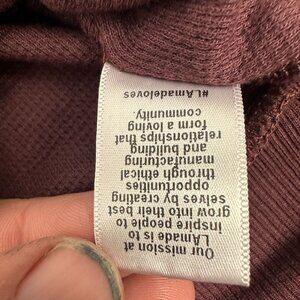 Our mission at
LAmade is to
inspire people to
grow into their best
selves by creating
opportunities
through ethical
manufacturing
and building
relationships that
form a loving
community.
#LAmadeloves